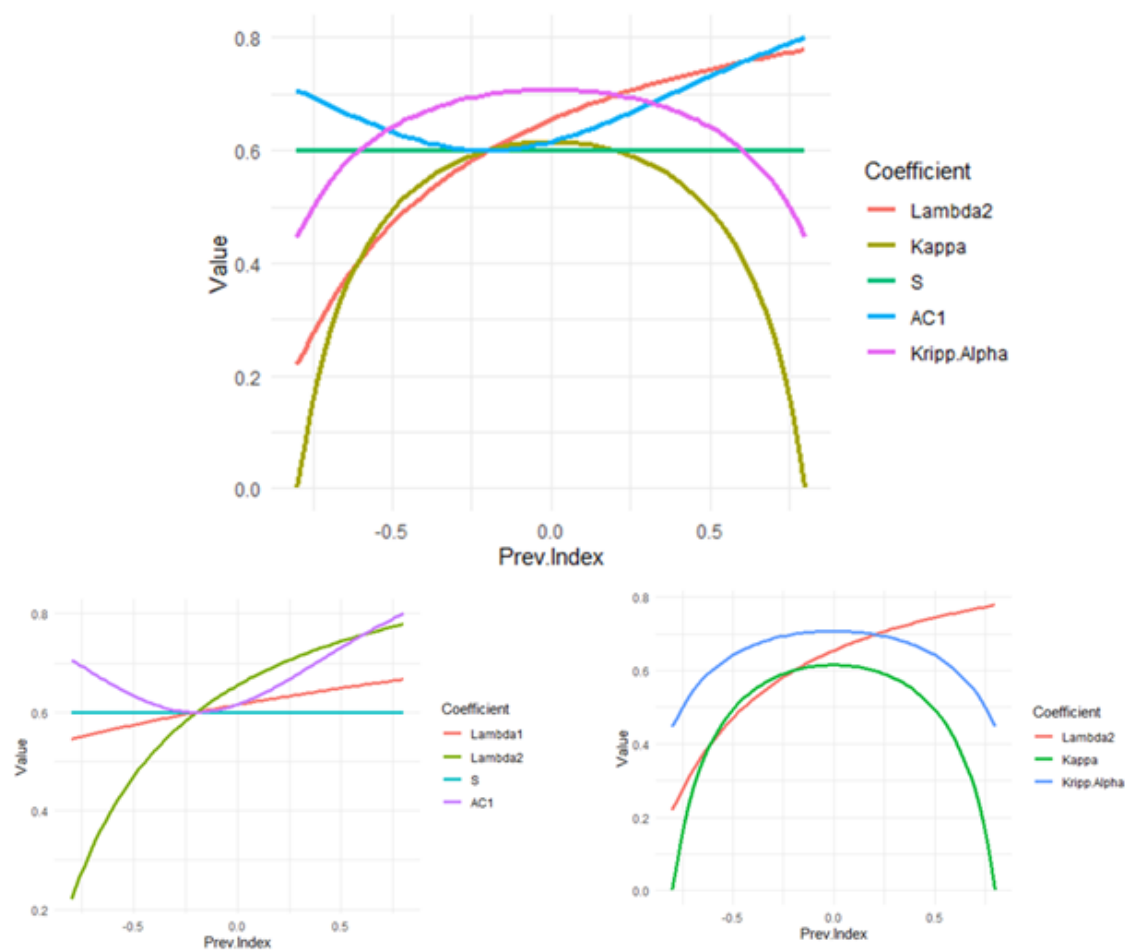 0.8
0.6
0.4
0.2
0.0
Value
-0.5
0.0
0.5
Prev.Index
Coefficient
Lambda2
Kappa
S
AC1
Kripp.Alpha
0.8
0.6
0.4
0.2
Value
-0.5
0.0
0.5
Prev.Index
Coefficient
Lambda1
Lambda2
S
AC1
0.8
0.6
0.4
0.2
0.0
Value
-0.5
0.0
0.5
Prev.Index
Coefficient
Lambda2
Kappa
Kripp.Alpha